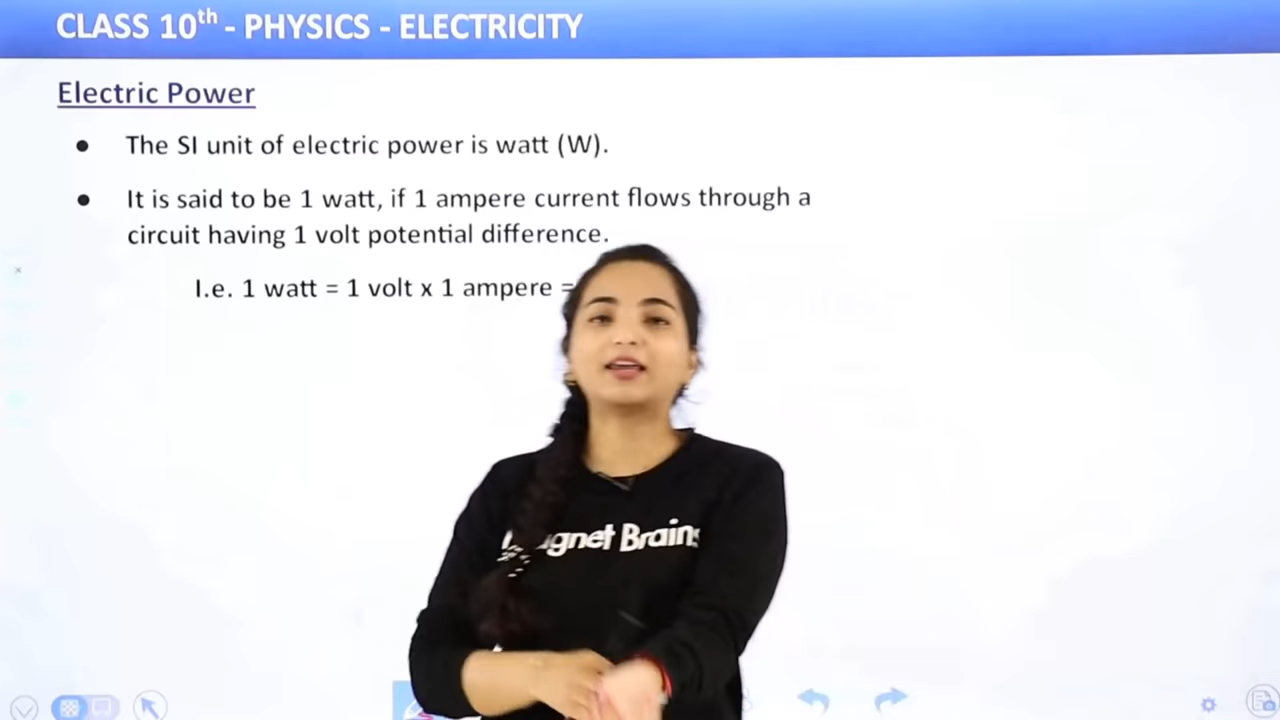 CLASS 10th - PHYSICS - ELECTRICITY
Electric Power
● The SI unit of electric power is watt (W).
● It is said to be 1 watt, if 1 ampere current flows through a
circuit having 1 volt potential difference.
I.e. 1 watt = 1 volt x 1 ampere =
Brains